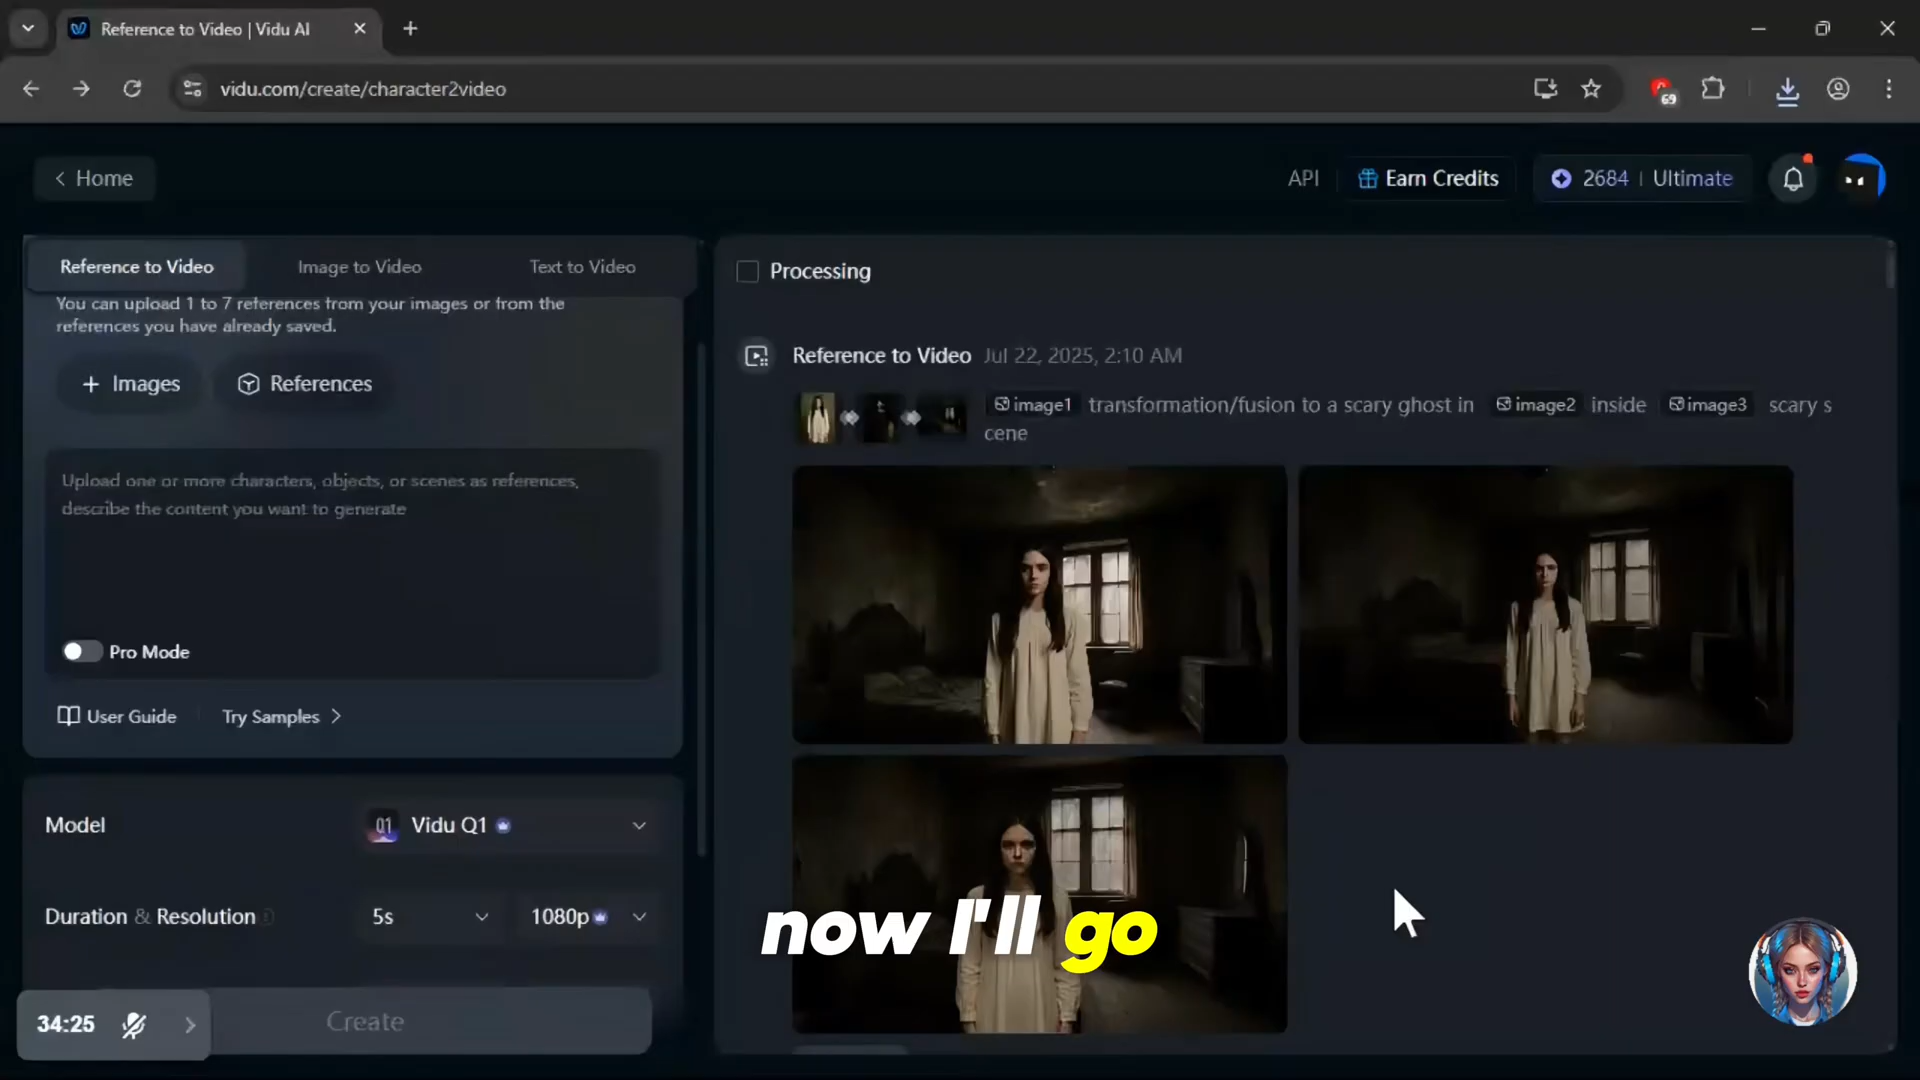 Reference to Video | Vidu AI
vidu.com/create/character2video
69
Home
API
Earn Credits
2684 | Ultimate
Reference to Video
Image to Video
Text to Video
You can upload 1 to 7 references from your images or from the
references you have already saved.
+ Images
References
Upload one or more characters, objects, or scenes as references,
describe the content you want to generate
Pro Mode
User Guide
Try Samples
Model
Q1 Vidu Q1
Duration & Resolution
5s
1080p
34:25
Create
Processing
Reference to Video Jul 22, 2025, 2:10 AM
image1 transformation/fusion to a scary ghost in image2 inside image3 scary s
cene
now I'll go